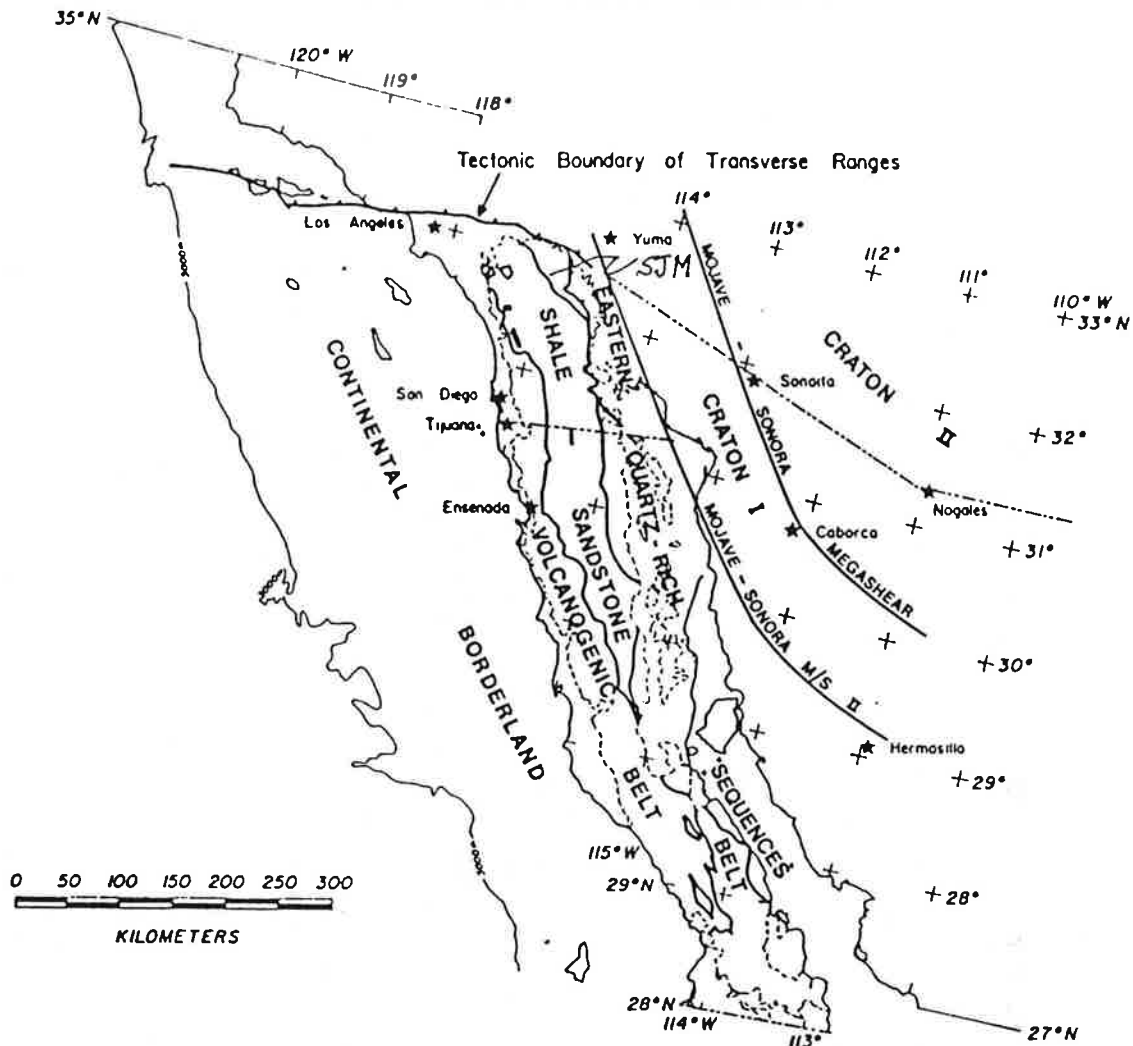 35° N
120° W
119°
118°
Tectonic Boundary of Transverse Ranges
114°
113°
112°
111°
110° W
33° N
Los Angeles
Yuma
SJM
MOJAVE - SONORA MEGASHEAR
CRATON II
EASTERN QUARTZ - RICH SEQUENCES
SHALE SANDSTONE BELT
CONTINENTAL BORDERLAND
San Diego
Sonoita
CRATON I
32°
Tijuana
Nogales
Ensenada
Caborca
31°
VOLCANOGENIC BELT
MOJAVE - SONORA M/S II
30°
Hermosillo
29°
115° W
29° N
28°
0 50 100 150 200 250 300
KILOMETERS
28° N
114° W
113°
27° N